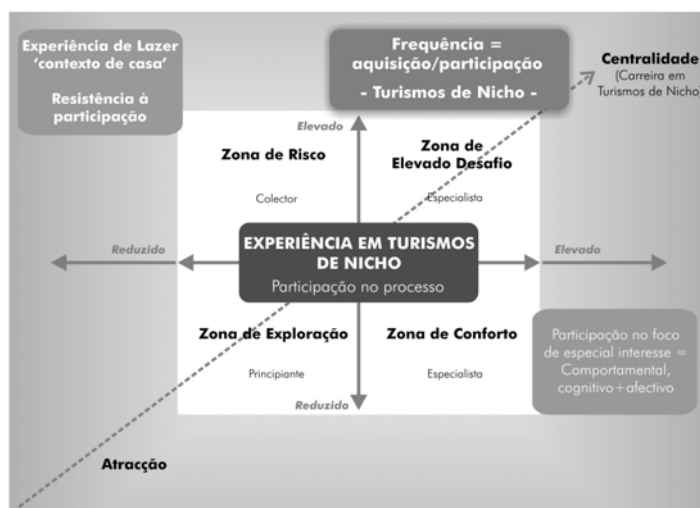 Experiência de Lazer
‘contexto de casa’
Resistência à
participação
Frequência =
aquisição/participação
- Turismos de Nicho -
Centralidade
(Carreira em
Turismos de Nicho)
Elevado
Zona de Risco
Colector
Zona de
Elevado Desafio
Especialista
Reduzido
EXPERIÊNCIA EM TURISMOS
DE NICHO
Participação no processo
Elevado
Zona de Exploração
Principiante
Zona de Conforto
Especialista
Reduzido
Participação no foco
de especial interesse =
Comportamental,
cognitivo+afectivo
Atracção